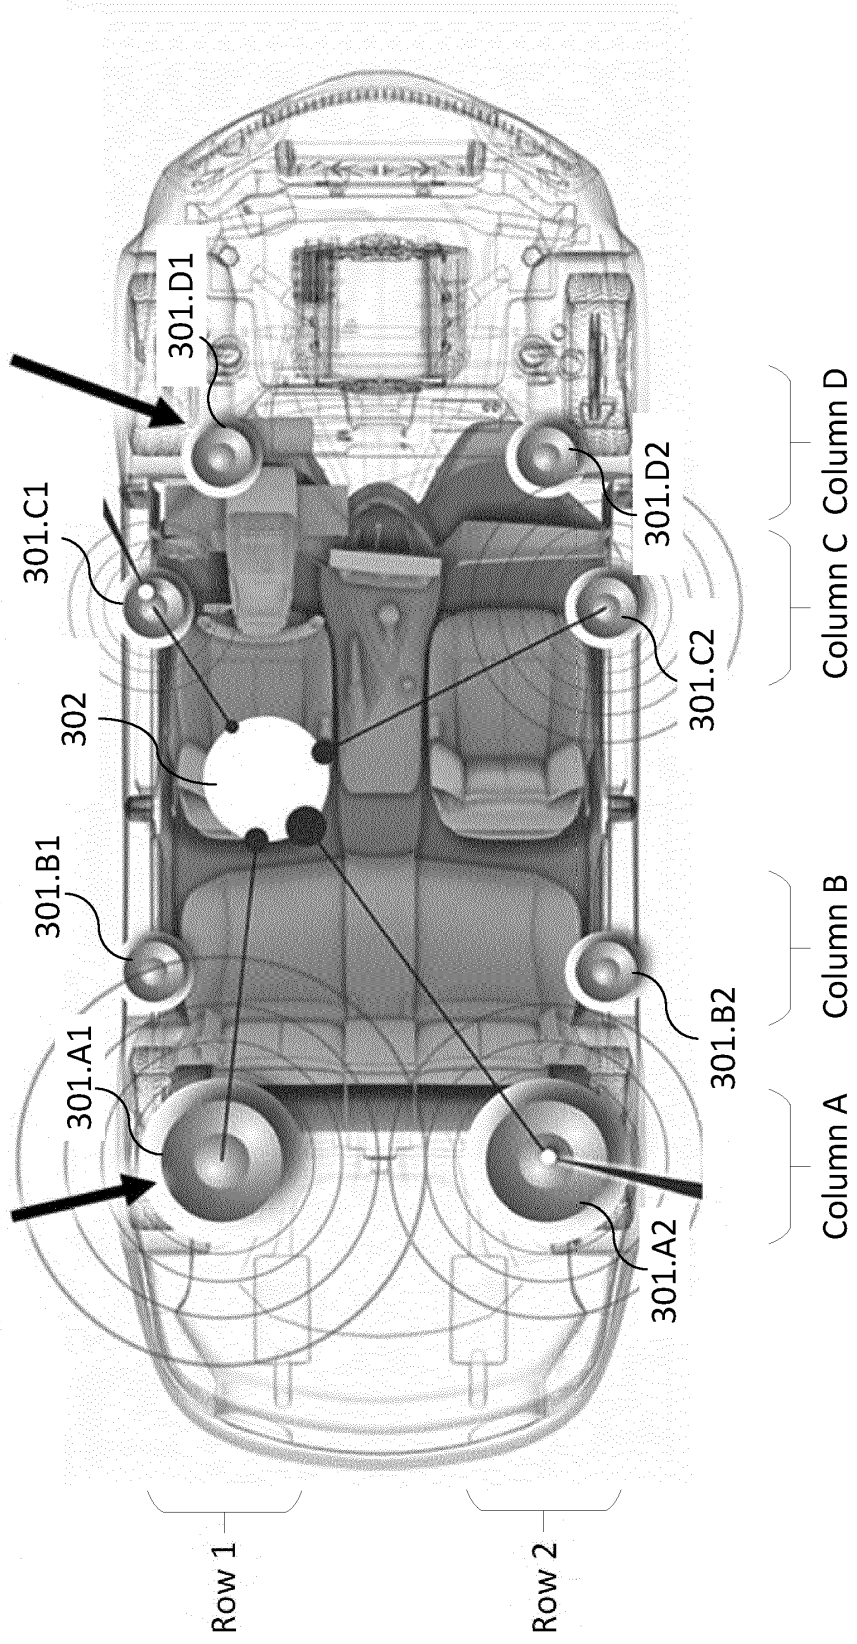 301.D1
301.C1
302
301.B1
301.A1
301.D2
301.C2
301.B2
301.A2
Column D
Column C
Column B
Column A
Row 1
Row 2